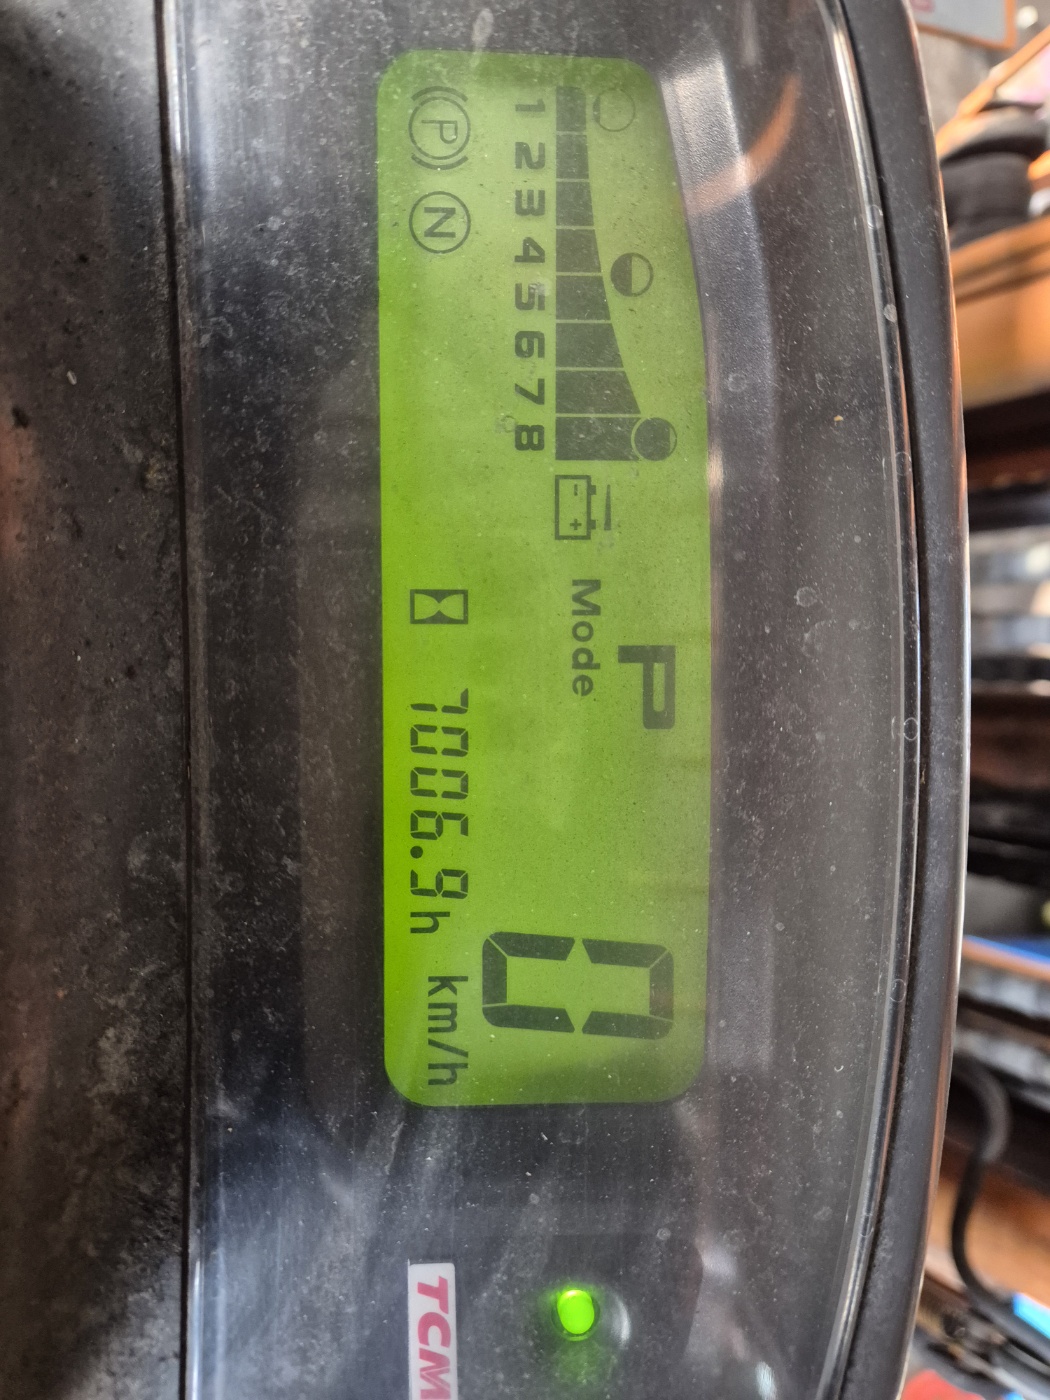 1 2 3 4 5 6 7 8
Mode
P
0
(P) N
7006.9h
km/h
TCM